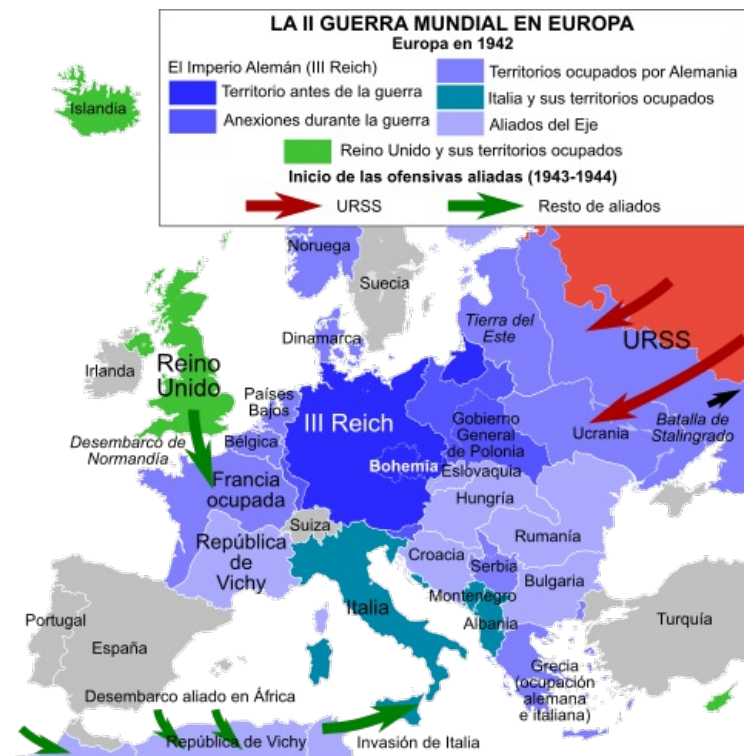 LA II GUERRA MUNDIAL EN EUROPA
Europa en 1942
El Imperio Alemán (III Reich)
Territorio antes de la guerra
Anexiones durante la guerra
Territorios ocupados por Alemania
Italia y sus territorios ocupados
Aliados del Eje
Reino Unido y sus territorios ocupados
Inicio de las ofensivas aliadas (1943-1944)
URSS
Resto de aliados
Islandia
Noruega
Suecia
Tierra del
Este
URSS
Dinamarca
Irlanda
Reino
Unido
Países
Bajos
III Reich
Gobierno
General
de Polonia
Ucrania
Batalla de
Stalingrado
Desembarco de
Normandía
Bélgica
Bohemia
Eslovaquia
Francia
ocupada
Hungría
Suiza
Rumanía
República
de
Vichy
Croacia
Serbia
Bulgaria
Montenegro
Italia
Albania
Portugal
España
Turquía
Grecia
(ocupación
alemana
e italiana)
Desembarco aliado en África
República de Vichy
Invasión de Italia